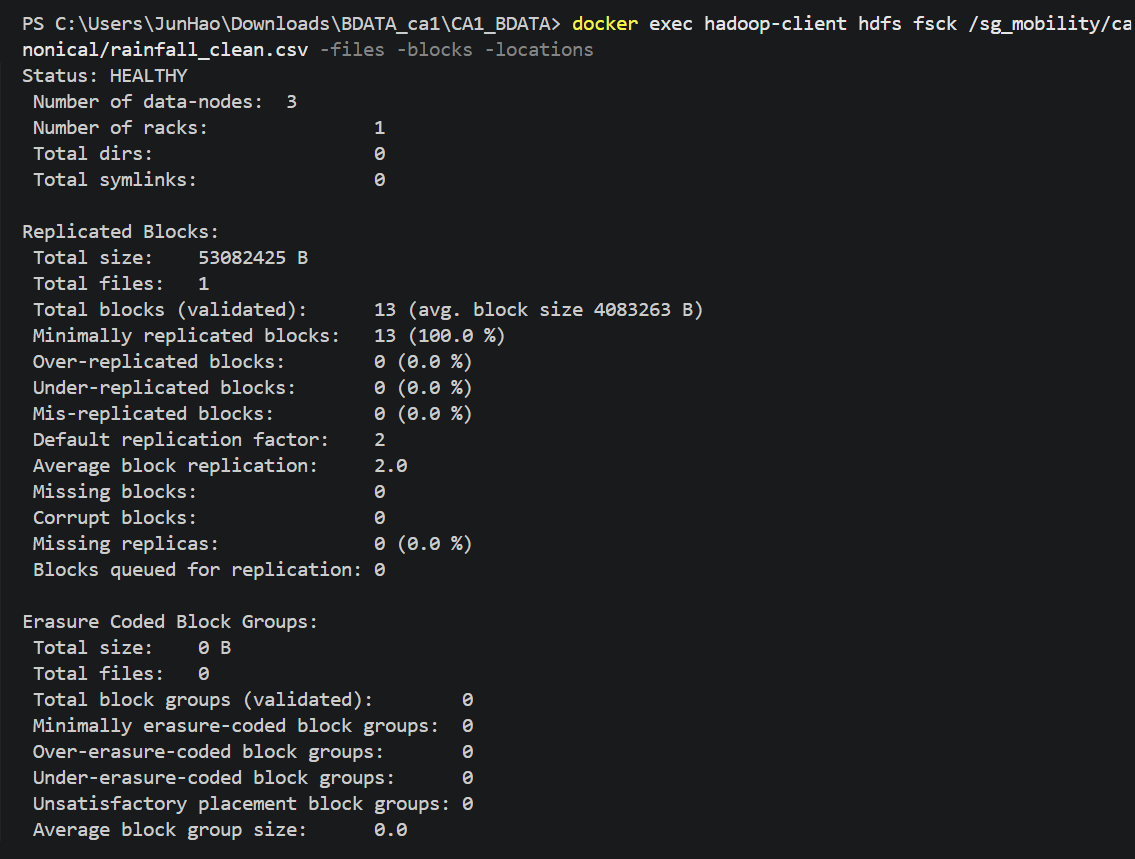 PS C:\Users\JunHao\Downloads\BDATA_ca1\CA1_BDATA> docker exec hadoop-client hdfs fsck /sg_mobility/ca
nonical/rainfall_clean.csv -files -blocks -locations
Status: HEALTHY
Number of data-nodes: 3
Number of racks: 1
Total dirs: 0
Total symlinks: 0

Replicated Blocks:
Total size: 53082425 B
Total files: 1
Total blocks (validated): 13 (avg. block size 4083263 B)
Minimally replicated blocks: 13 (100.0 %)
Over-replicated blocks: 0 (0.0 %)
Under-replicated blocks: 0 (0.0 %)
Mis-replicated blocks: 0 (0.0 %)
Default replication factor: 2
Average block replication: 2.0
Missing blocks: 0
Corrupt blocks: 0
Missing replicas: 0 (0.0 %)
Blocks queued for replication: 0

Erasure Coded Block Groups:
Total size: 0 B
Total files: 0
Total block groups (validated): 0
Minimally erasure-coded block groups: 0
Over-erasure-coded block groups: 0
Under-erasure-coded block groups: 0
Unsatisfactory placement block groups: 0
Average block group size: 0.0